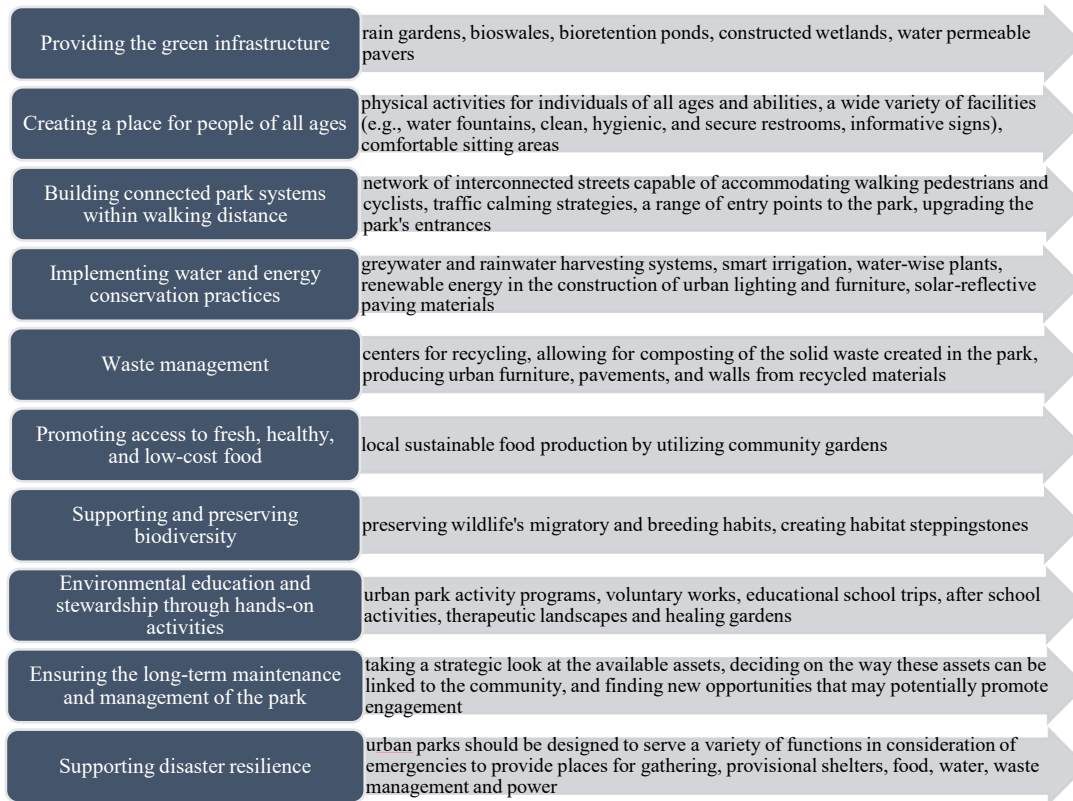 Providing the green infrastructure
rain gardens, bioswales, bioretention ponds, constructed wetlands, water permeable
pavers
Creating a place for people of all ages
physical activities for individuals of all ages and abilities, a wide variety of facilities
(e.g., water fountains, clean, hygienic, and secure restrooms, informative signs),
comfortable sitting areas
Building connected park systems
within walking distance
network of interconnected streets capable of accommodating walking pedestrians and
cyclists, traffic calming strategies, a range of entry points to the park, upgrading the
park's entrances
Implementing water and energy
conservation practices
greywater and rainwater harvesting systems, smart irrigation, water-wise plants,
renewable energy in the construction of urban lighting and furniture, solar-reflective
paving materials
Waste management
centers for recycling, allowing for composting of the solid waste created in the park,
producing urban furniture, pavements, and walls from recycled materials
Promoting access to fresh, healthy,
and low-cost food
local sustainable food production by utilizing community gardens
Supporting and preserving
biodiversity
preserving wildlife's migratory and breeding habits, creating habitat steppingstones
Environmental education and
stewardship through hands-on
activities
urban park activity programs, voluntary works, educational school trips, after school
activities, therapeutic landscapes and healing gardens
Ensuring the long-term maintenance
and management of the park
taking a strategic look at the available assets, deciding on the way these assets can be
linked to the community, and finding new opportunities that may potentially promote
engagement
Supporting disaster resilience
urban parks should be designed to serve a variety of functions in consideration of
emergencies to provide places for gathering, provisional shelters, food, water, waste
management and power